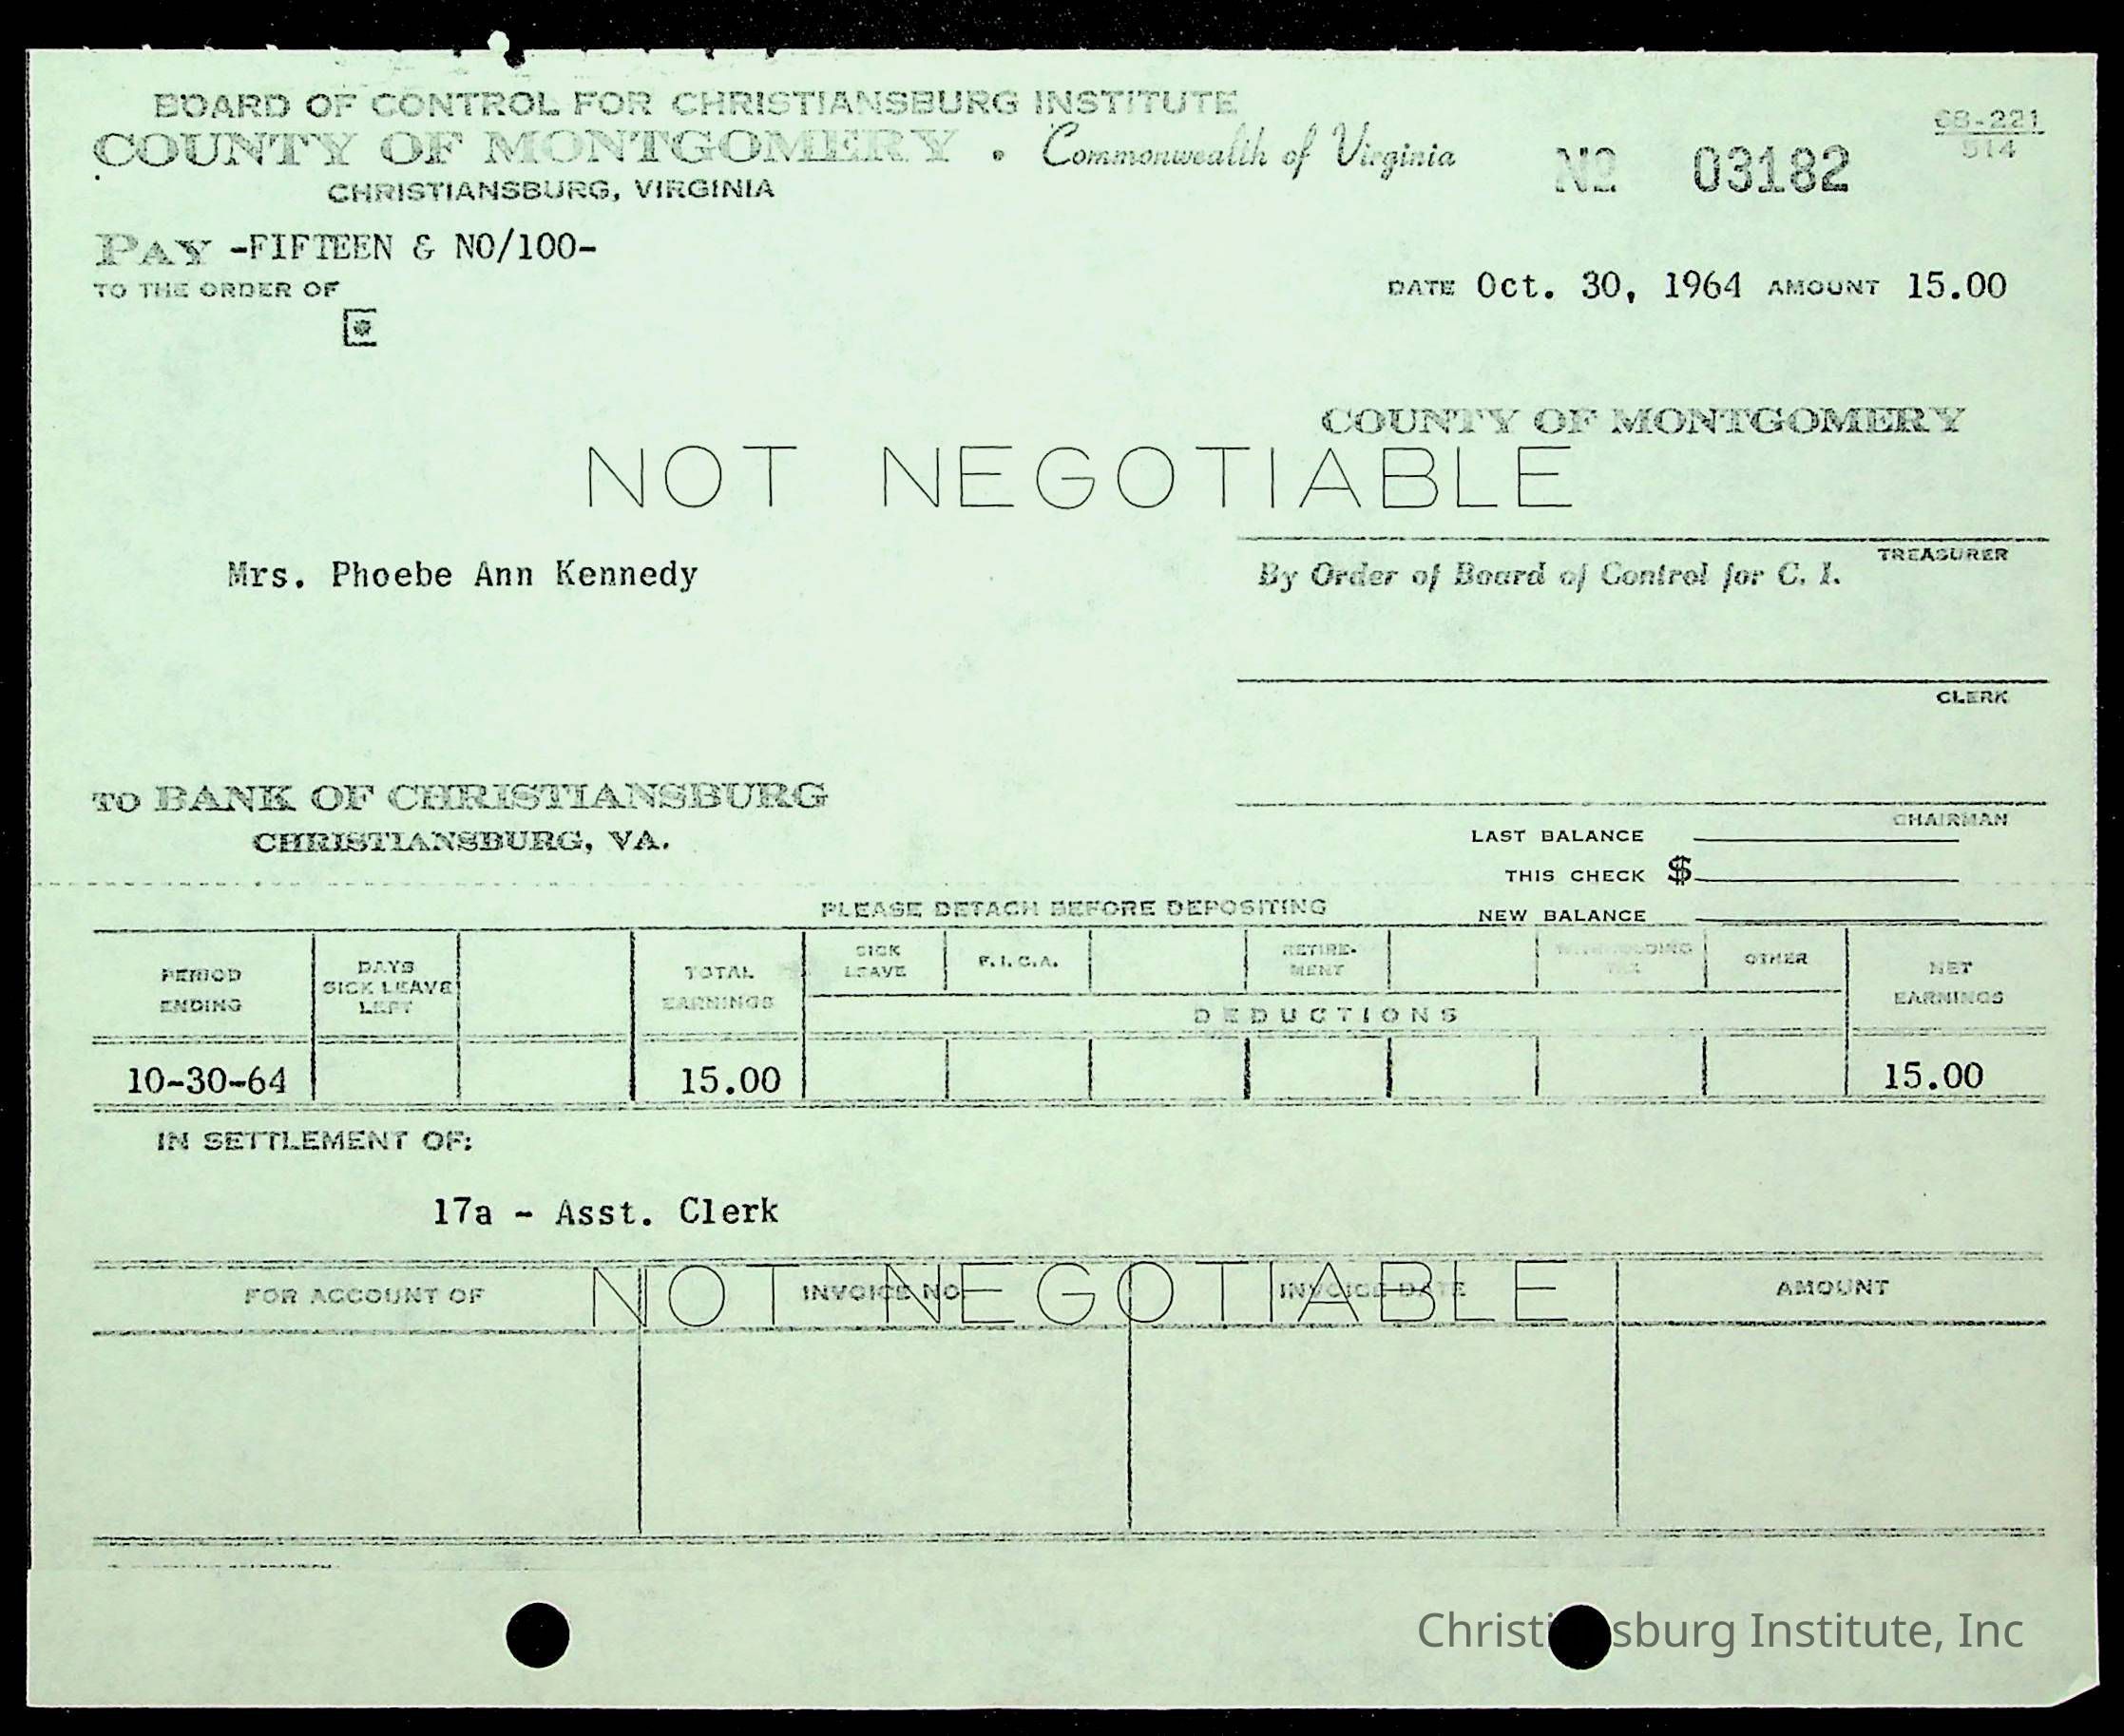 BOARD OF CONTROL FOR CHRISTIANSBURG INSTITUTE
COUNTY OF MONTGOMERY • Commonwealth of Virginia
CHRISTIANSBURG, VIRGINIA
No 03182
68-221
514
PAY -FIFTEEN & NO/100-
TO THE ORDER OF
DATE Oct. 30, 1964 AMOUNT 15.00
COUNTY OF MONTGOMERY
NOT NEGOTIABLE
TREASURER
Mrs. Phoebe Ann Kennedy
By Order of Board of Control for C. I.
CLERK
TO BANK OF CHRISTIANSBURG
CHRISTIANSBURG, VA.
CHAIRMAN
LAST BALANCE
THIS CHECK $
NEW BALANCE
PLEASE DETACH BEFORE DEPOSITING
PERIOD ENDING
DAYS SICK LEAVE LEFT
TOTAL EARNINGS
SICK LEAVE
F.I.C.A.
RETIRE-MENT
WITHHOLDING TAX
OTHER
NET EARNINGS
DEDUCTIONS
10-30-64 15.00 15.00
IN SETTLEMENT OF:
17a - Asst. Clerk
NOT NEGOTIABLE
FOR ACCOUNT OF INVOICE NO INVOICE DATE AMOUNT
Christi sburg Institute, Inc